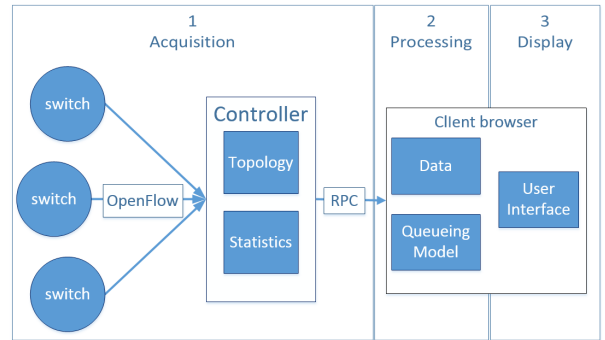 1
Acquisition
2
Processing
3
Display
switch
switch
switch
OpenFlow
Controller
Topology
Statistics
RPC
Client browser
Data
Queueing
Model
User
Interface